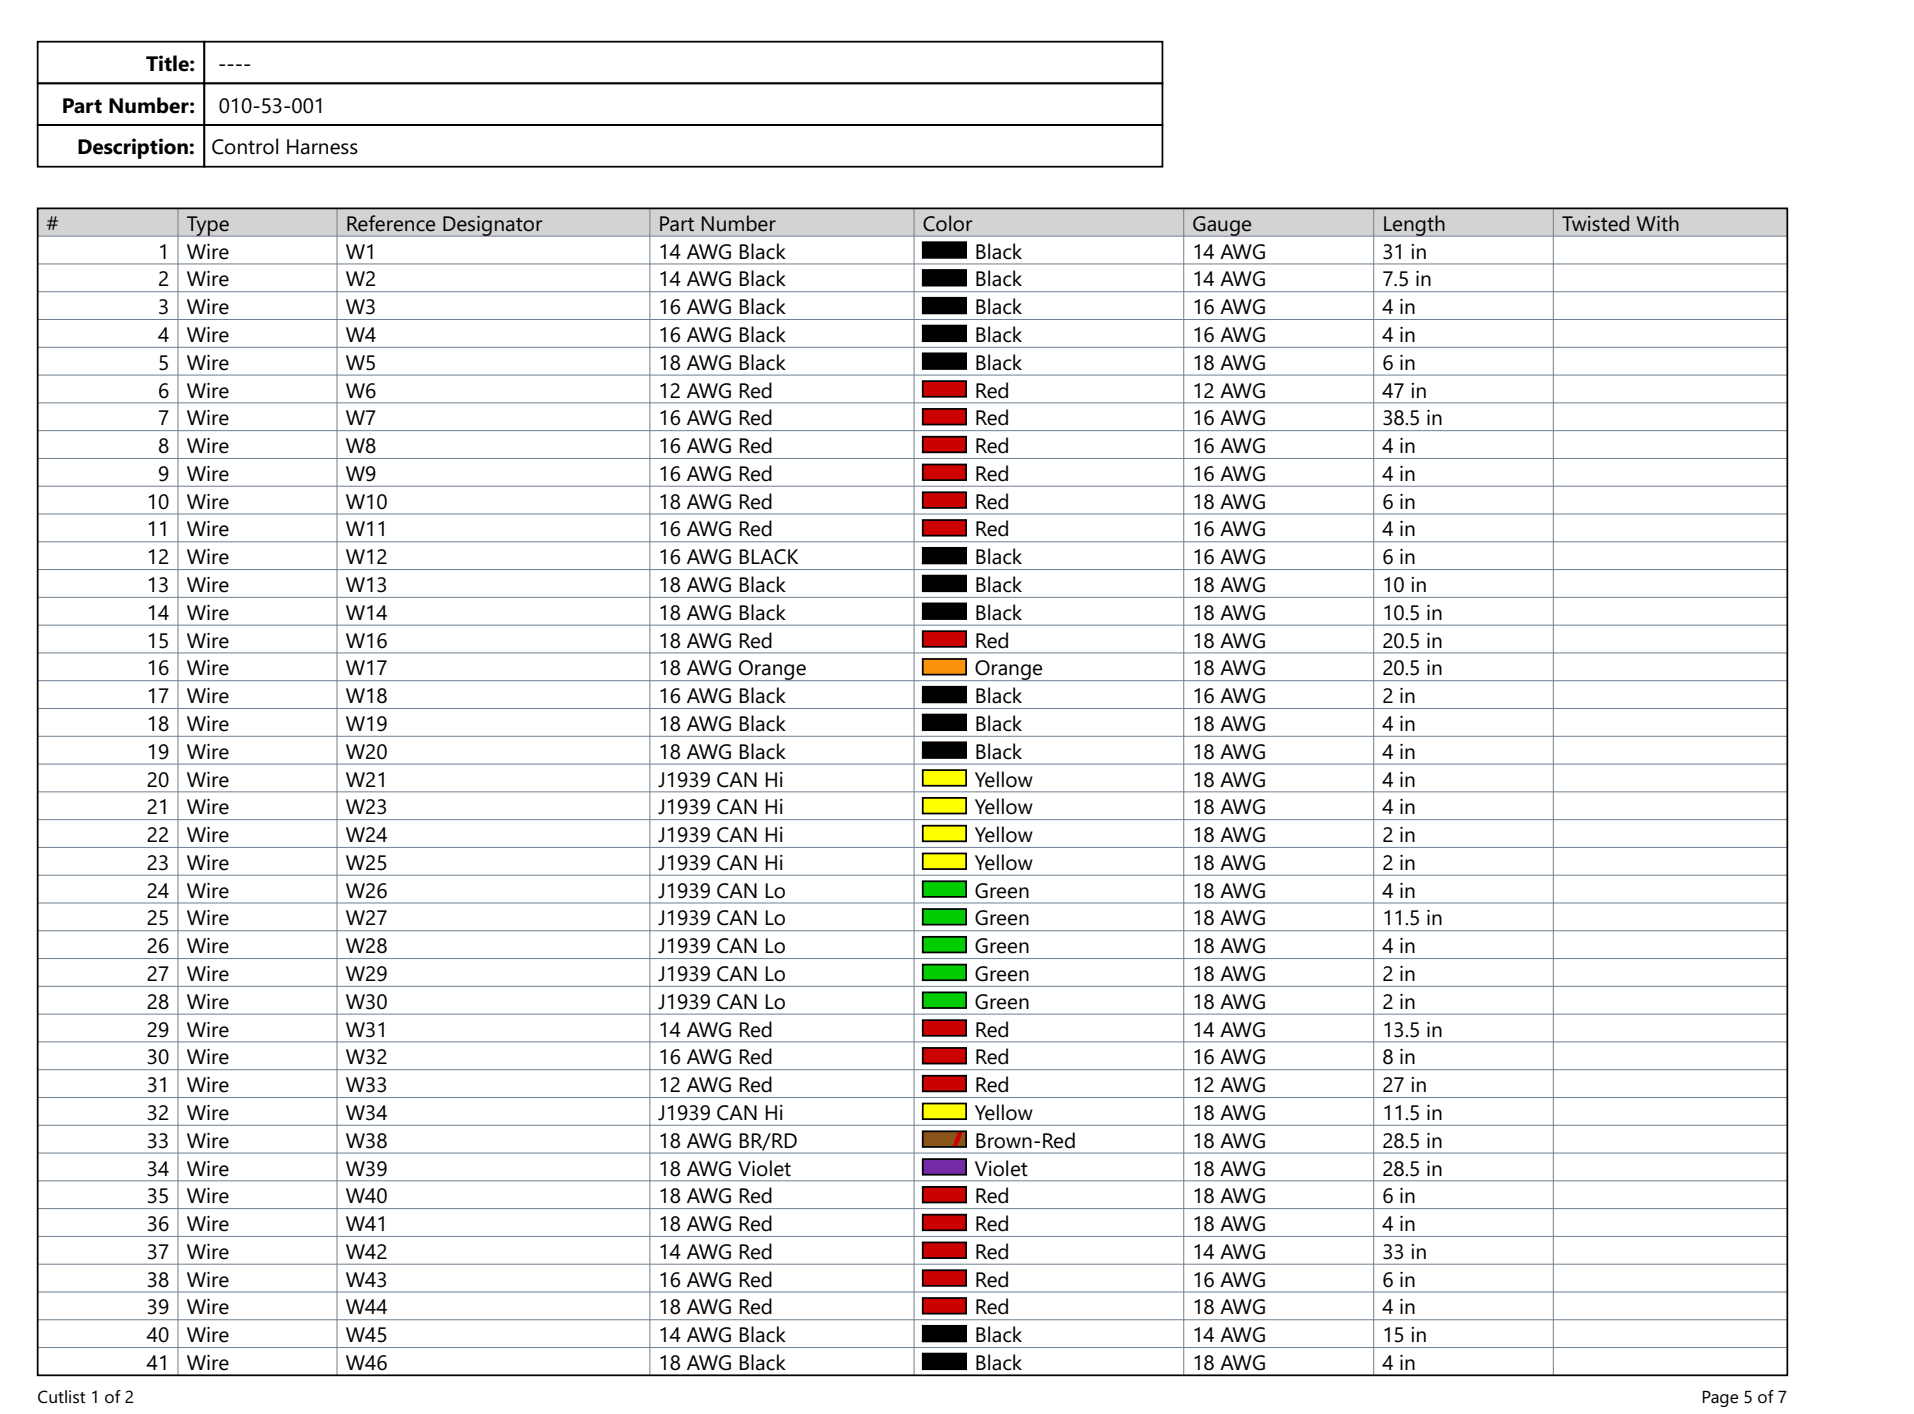 Title: ----
Part Number: 010-53-001
Description: Control Harness
# Type Reference Designator Part Number Color Gauge Length Twisted With
1 Wire W1 14 AWG Black Black 14 AWG 31 in
2 Wire W2 14 AWG Black Black 14 AWG 7.5 in
3 Wire W3 16 AWG Black Black 16 AWG 4 in
4 Wire W4 16 AWG Black Black 16 AWG 4 in
5 Wire W5 18 AWG Black Black 18 AWG 6 in
6 Wire W6 12 AWG Red Red 12 AWG 47 in
7 Wire W7 16 AWG Red Red 16 AWG 38.5 in
8 Wire W8 16 AWG Red Red 16 AWG 4 in
9 Wire W9 16 AWG Red Red 16 AWG 4 in
10 Wire W10 18 AWG Red Red 18 AWG 6 in
11 Wire W11 16 AWG Red Red 16 AWG 4 in
12 Wire W12 16 AWG BLACK Black 16 AWG 6 in
13 Wire W13 18 AWG Black Black 18 AWG 10 in
14 Wire W14 18 AWG Black Black 18 AWG 10.5 in
15 Wire W16 18 AWG Red Red 18 AWG 20.5 in
16 Wire W17 18 AWG Orange Orange 18 AWG 20.5 in
17 Wire W18 16 AWG Black Black 16 AWG 2 in
18 Wire W19 18 AWG Black Black 18 AWG 4 in
19 Wire W20 18 AWG Black Black 18 AWG 4 in
20 Wire W21 J1939 CAN Hi Yellow 18 AWG 4 in
21 Wire W23 J1939 CAN Hi Yellow 18 AWG 4 in
22 Wire W24 J1939 CAN Hi Yellow 18 AWG 2 in
23 Wire W25 J1939 CAN Hi Yellow 18 AWG 2 in
24 Wire W26 J1939 CAN Lo Green 18 AWG 4 in
25 Wire W27 J1939 CAN Lo Green 18 AWG 11.5 in
26 Wire W28 J1939 CAN Lo Green 18 AWG 4 in
27 Wire W29 J1939 CAN Lo Green 18 AWG 2 in
28 Wire W30 J1939 CAN Lo Green 18 AWG 2 in
29 Wire W31 14 AWG Red Red 14 AWG 13.5 in
30 Wire W32 16 AWG Red Red 16 AWG 8 in
31 Wire W33 12 AWG Red Red 12 AWG 27 in
32 Wire W34 J1939 CAN Hi Yellow 18 AWG 11.5 in
33 Wire W38 18 AWG BR/RD Brown-Red 18 AWG 28.5 in
34 Wire W39 18 AWG Violet Violet 18 AWG 28.5 in
35 Wire W40 18 AWG Red Red 18 AWG 6 in
36 Wire W41 18 AWG Red Red 18 AWG 4 in
37 Wire W42 14 AWG Red Red 14 AWG 33 in
38 Wire W43 16 AWG Red Red 16 AWG 6 in
39 Wire W44 18 AWG Red Red 18 AWG 4 in
40 Wire W45 14 AWG Black Black 14 AWG 15 in
41 Wire W46 18 AWG Black Black 18 AWG 4 in
Cutlist 1 of 2 Page 5 of 7